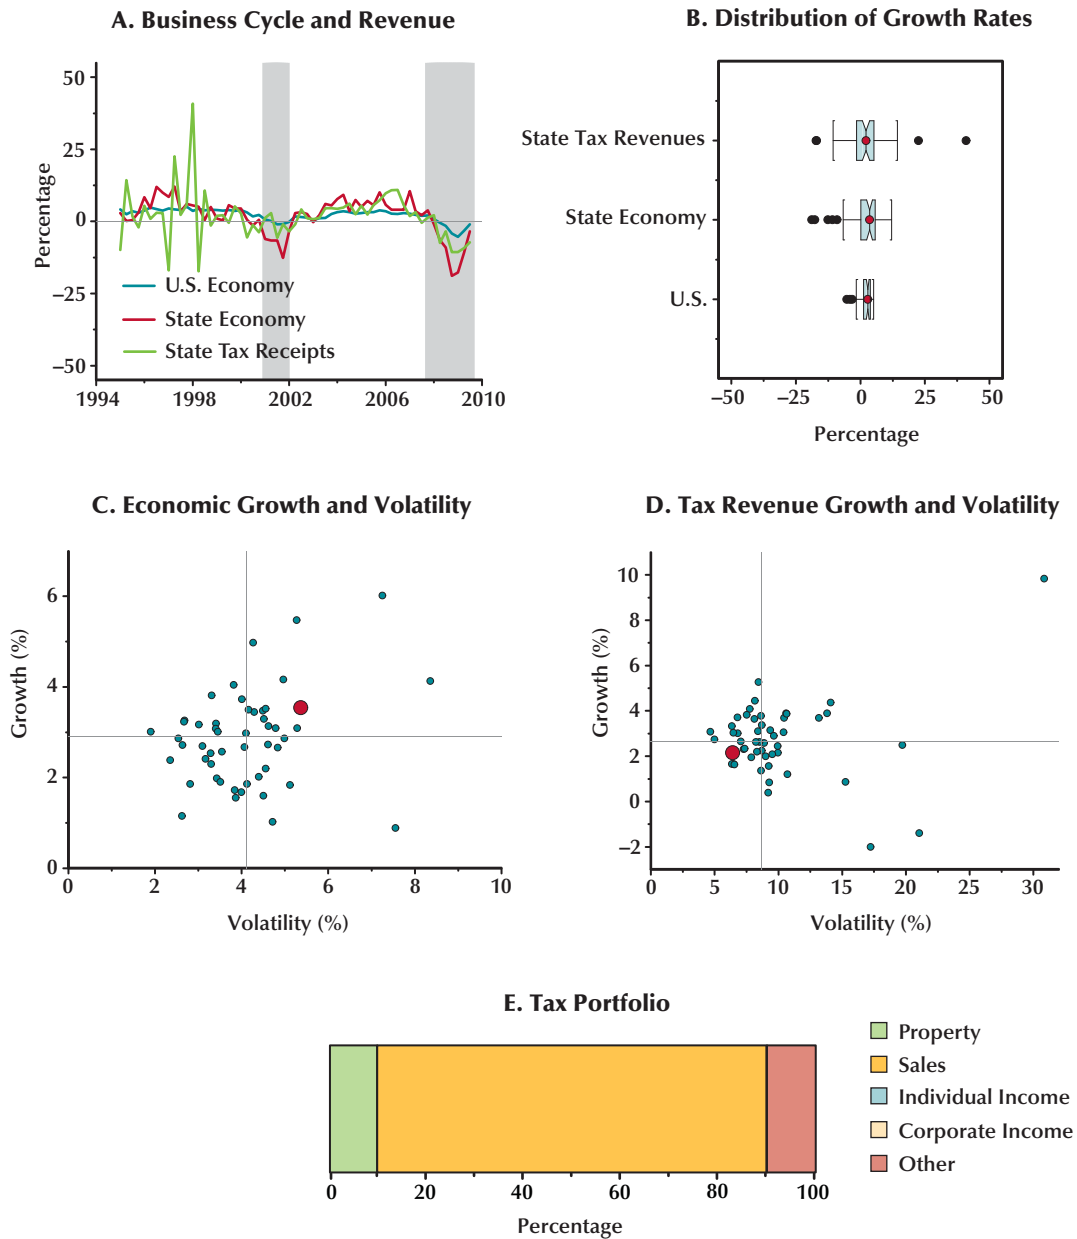 A. Business Cycle and Revenue
50
25
0
−25
−50
Percentage
U.S. Economy
State Economy
State Tax Receipts
1994 1998 2002 2006 2010
B. Distribution of Growth Rates
State Tax Revenues
State Economy
U.S.
−50 −25 0 25 50
Percentage
C. Economic Growth and Volatility
6
4
2
0
Growth (%)
0 2 4 6 8 10
Volatility (%)
D. Tax Revenue Growth and Volatility
10
8
6
4
2
0
−2
Growth (%)
0 5 10 15 20 25 30
Volatility (%)
E. Tax Portfolio
0 20 40 60 80 100
Percentage
Property
Sales
Individual Income
Corporate Income
Other